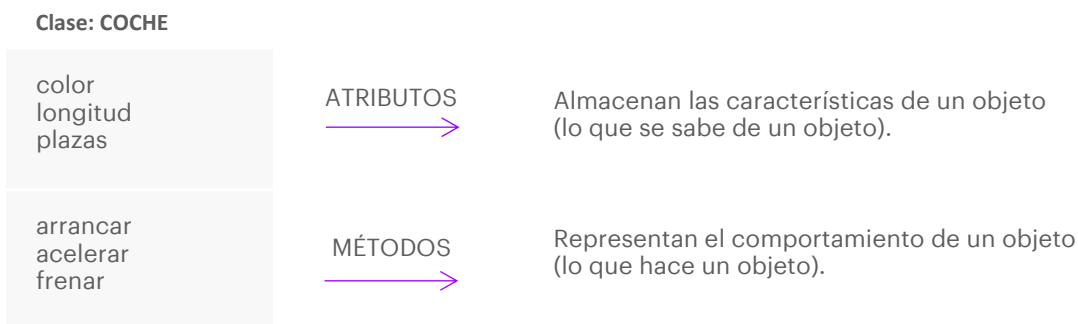 Clase: COCHE
color
longitud
plazas
ATRIBUTOS
Almacenan las características de un objeto
(lo que se sabe de un objeto).
arrancar
acelerar
frenar
MÉTODOS
Representan el comportamiento de un objeto
(lo que hace un objeto).